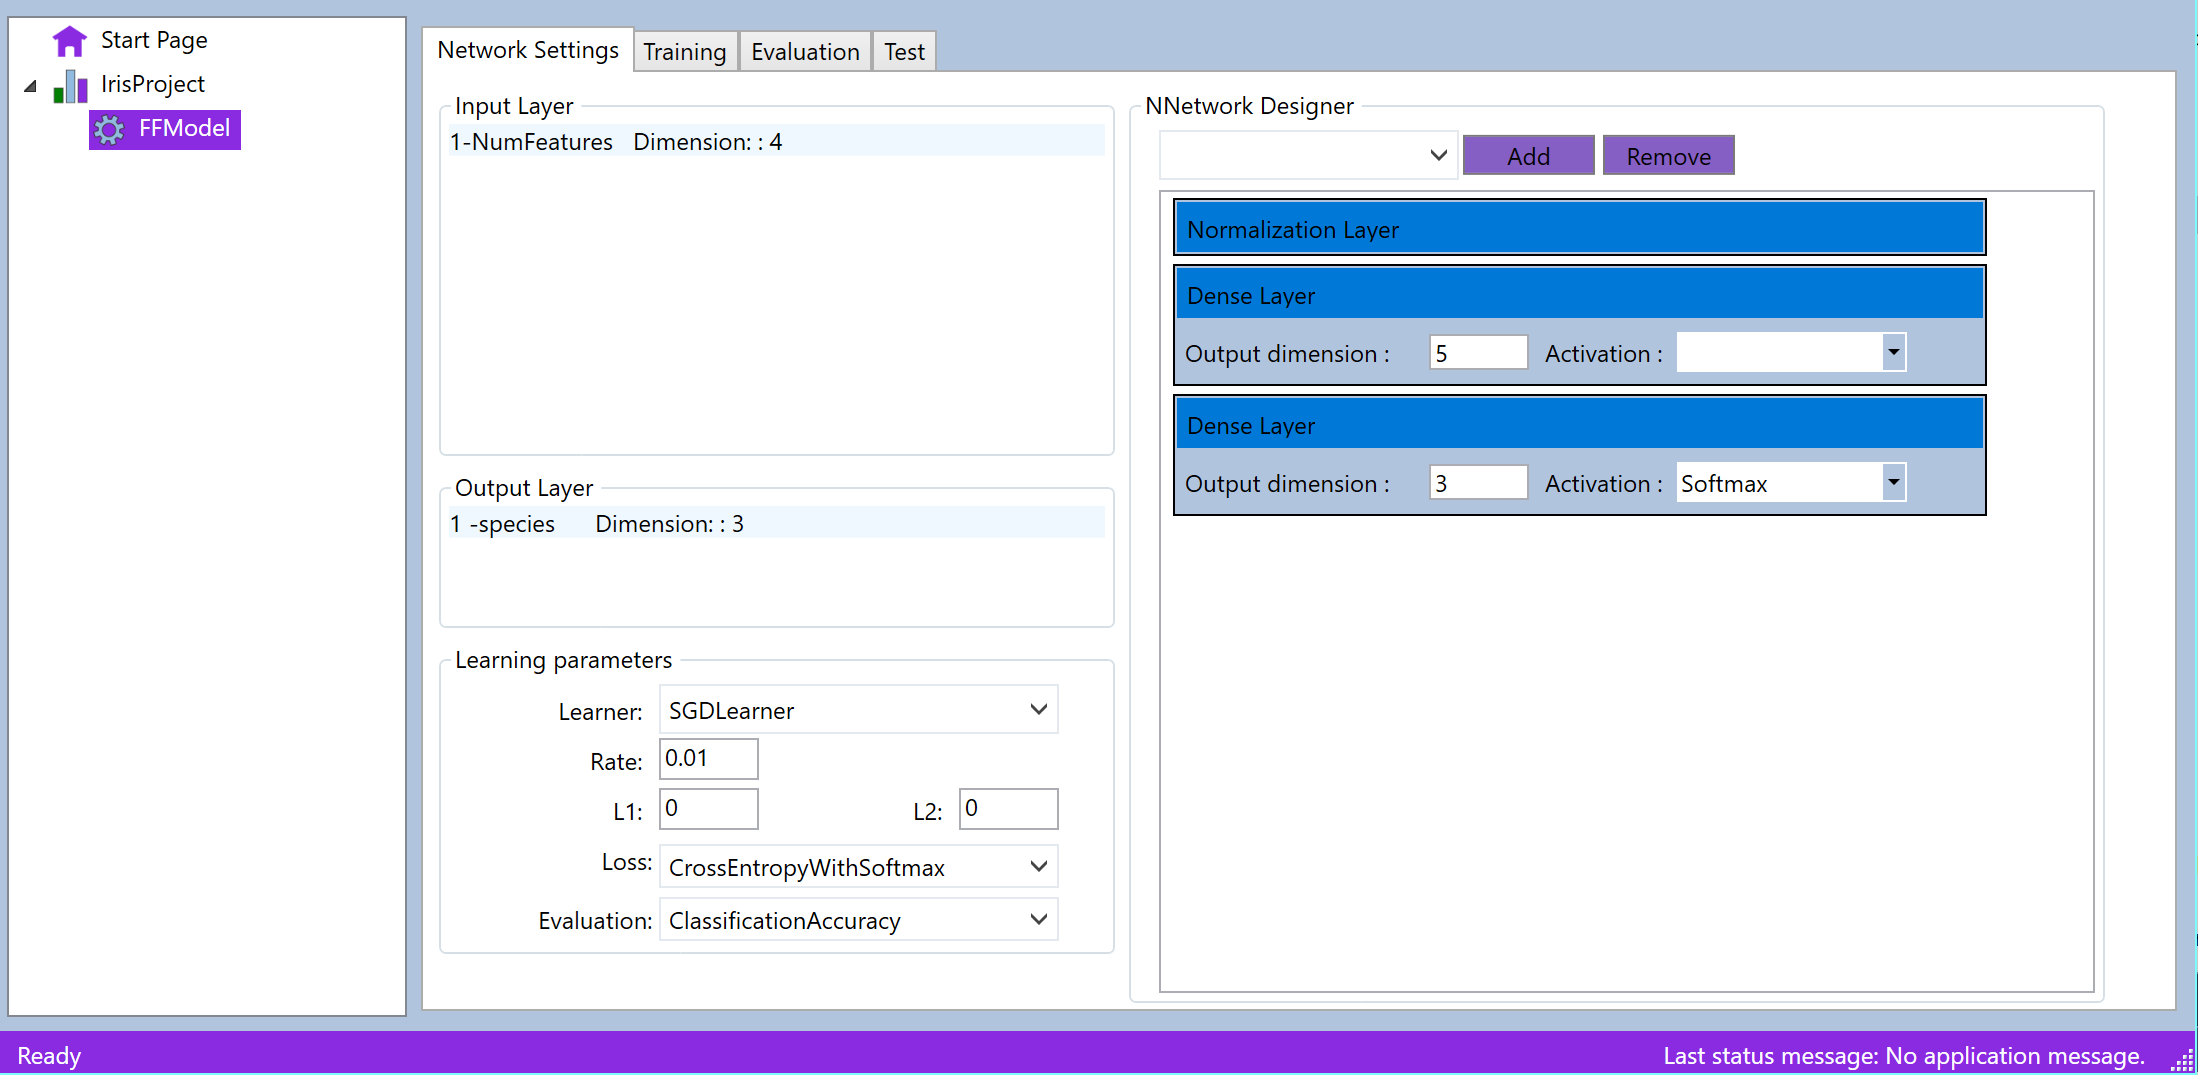 Start Page
IrisProject
FFModel
Network Settings
Training
Evaluation
Test
Input Layer
1-NumFeatures Dimension: : 4
Output Layer
1 -species Dimension: : 3
Learning parameters
Learner: SGDLearner
Rate: 0.01
L1: 0 L2: 0
Loss: CrossEntropyWithSoftmax
Evaluation: ClassificationAccuracy
NNetwork Designer
Add Remove
Normalization Layer
Dense Layer
Output dimension : 5 Activation :
Dense Layer
Output dimension : 3 Activation : Softmax
Ready
Last status message: No application message.